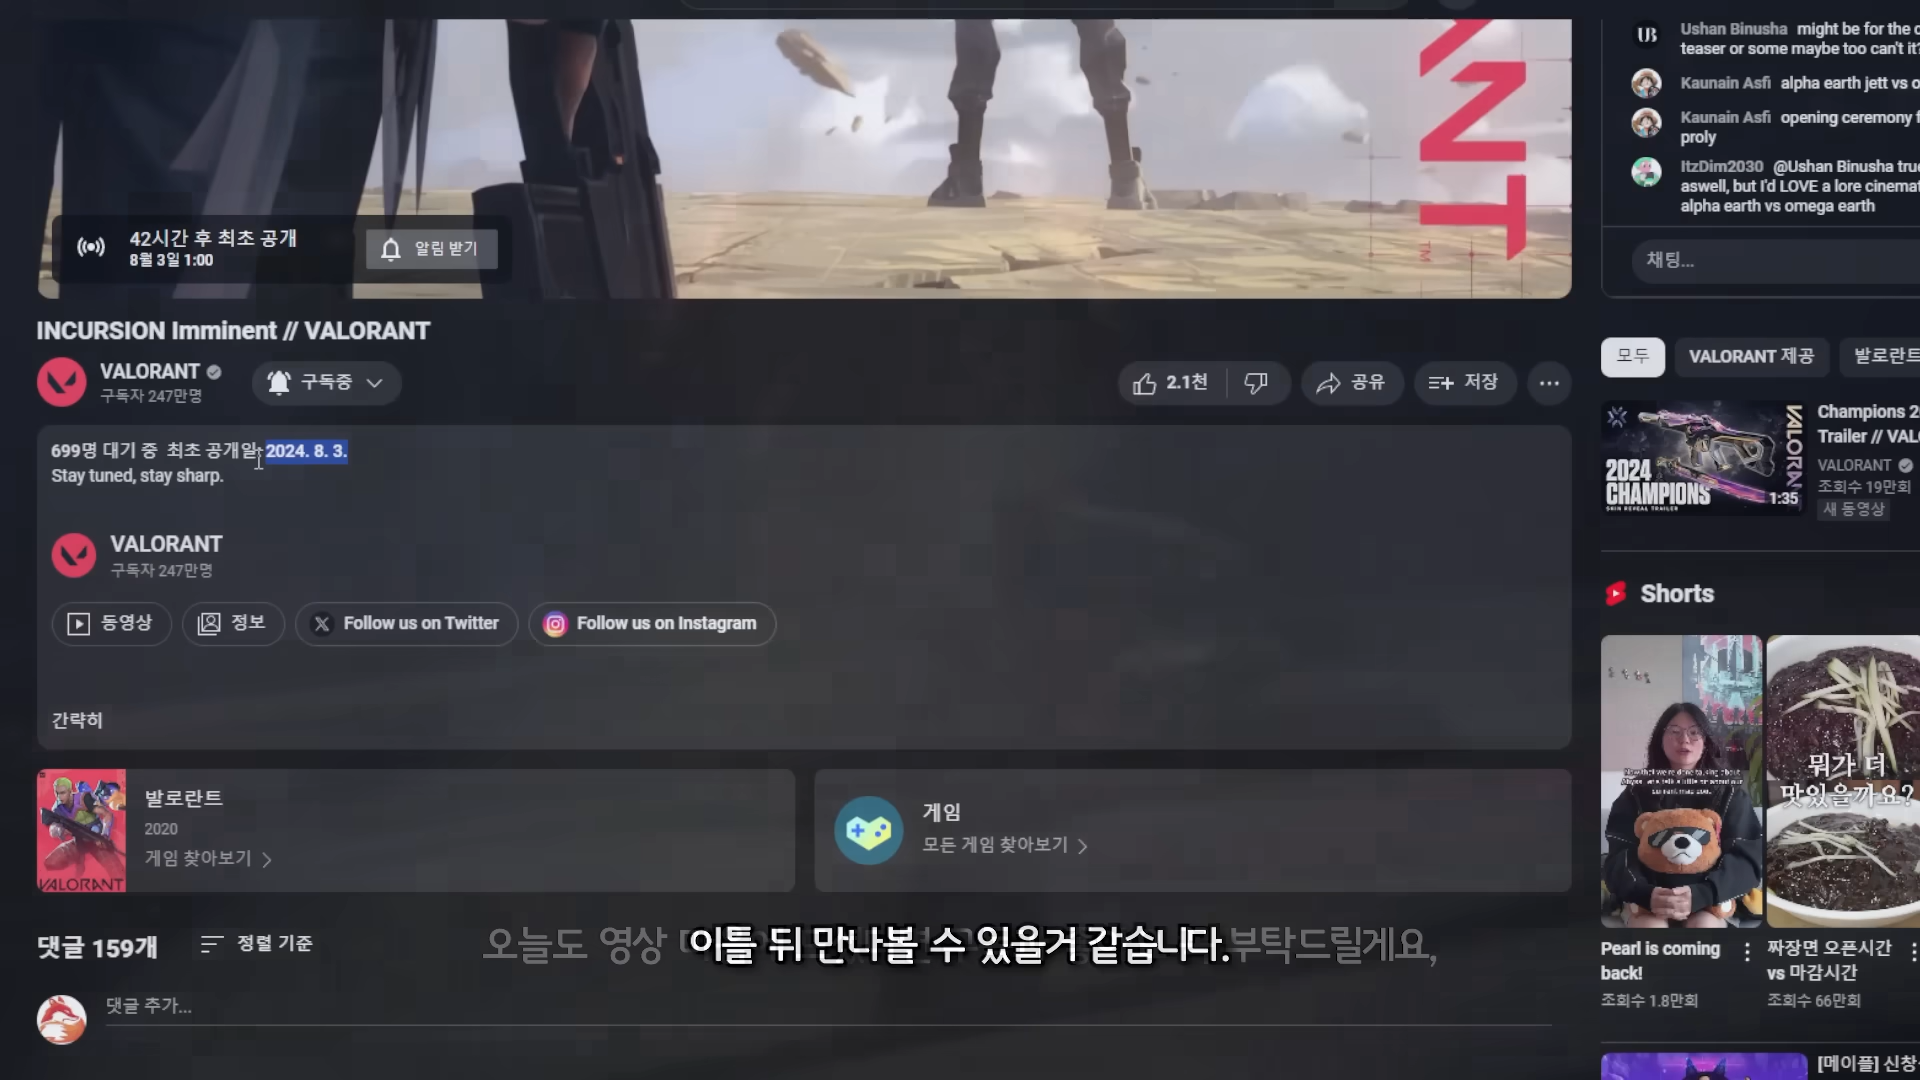 NT
TM
42시간 후 최초 공개
8월 3일 1:00
알림 받기
INCURSION Imminent // VALORANT
VALORANT
구독자 247만명
구독중
2.1천
공유
저장
699명 대기 중 최초 공개일: 2024. 8. 3.
Stay tuned, stay sharp.
VALORANT
구독자 247만명
동영상
정보
Follow us on Twitter
Follow us on Instagram
간략히
발로란트
2020
게임 찾아보기
VALORANT
게임
모든 게임 찾아보기
댓글 159개
정렬 기준
오늘도 영상
이틀 뒤 만나볼 수 있을거 같습니다.
부탁드릴게요,
댓글 추가...
Ushan Binusha might be for the
teaser or some maybe too can't it?
Kaunain Asfi alpha earth jett vs
Kaunain Asfi opening ceremony
proly
ItzDim2030 @Ushan Binusha true
aswell, but I'd LOVE a lore
alpha earth vs omega earth
채팅...
모두
VALORANT 제공
발로란트
2024
CHAMPIONS
SKIN REVEAL TRAILER
VALORANT
1:35
Champions
Trailer //
VALORANT
조회수 19만회
새 동영상
Shorts
뭐가 더
맛있을까요?
Pearl is coming
back!
조회수 1.8만회
짜장면 오픈시간
vs 마감시간
조회수 66만회
[메이플]